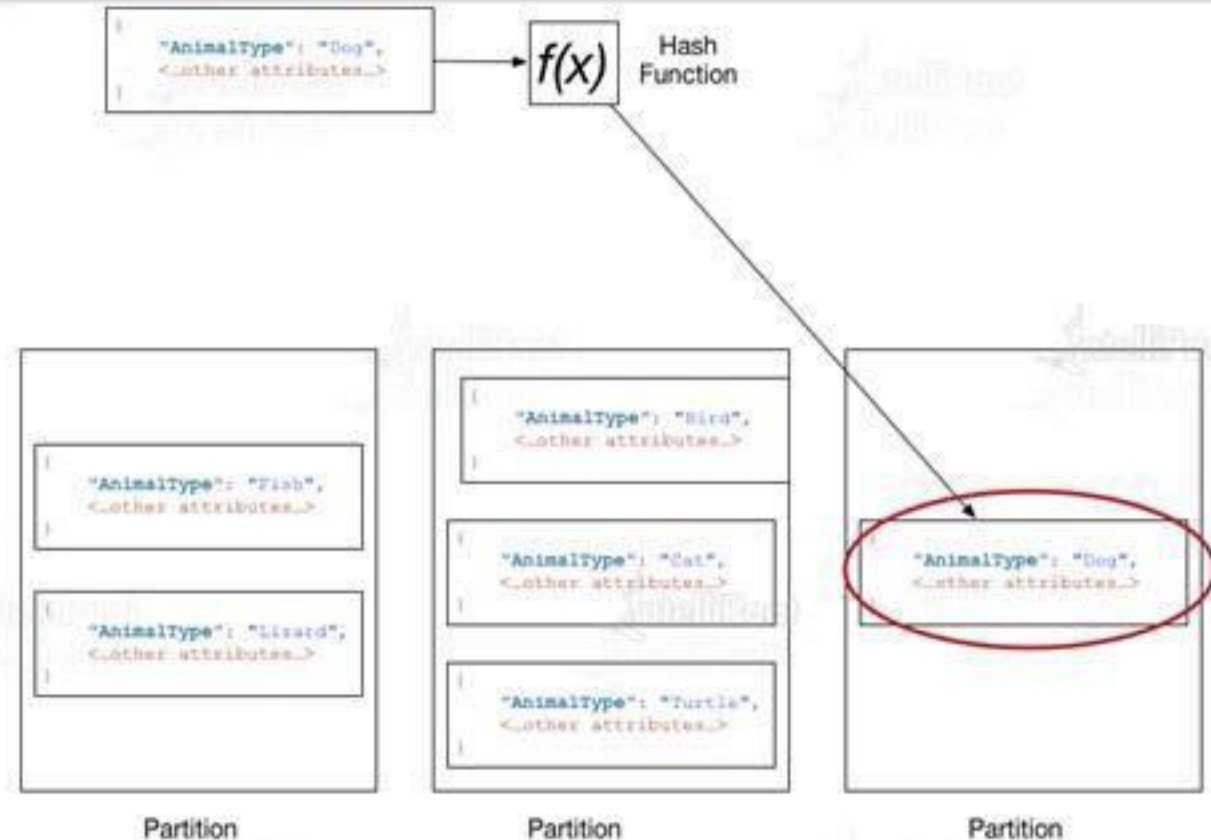 {
"AnimalType": "Dog",
<…other attributes…>
}
f(x)
Hash
Function
{
"AnimalType": "Fish",
<…other attributes…>
}
{
"AnimalType": "Lizard",
<…other attributes…>
}
Partition
{
"AnimalType": "Bird",
<…other attributes…>
}
{
"AnimalType": "Cat",
<…other attributes…>
}
{
"AnimalType": "Turtle",
<…other attributes…>
}
Partition
{
"AnimalType": "Dog",
<…other attributes…>
}
Partition